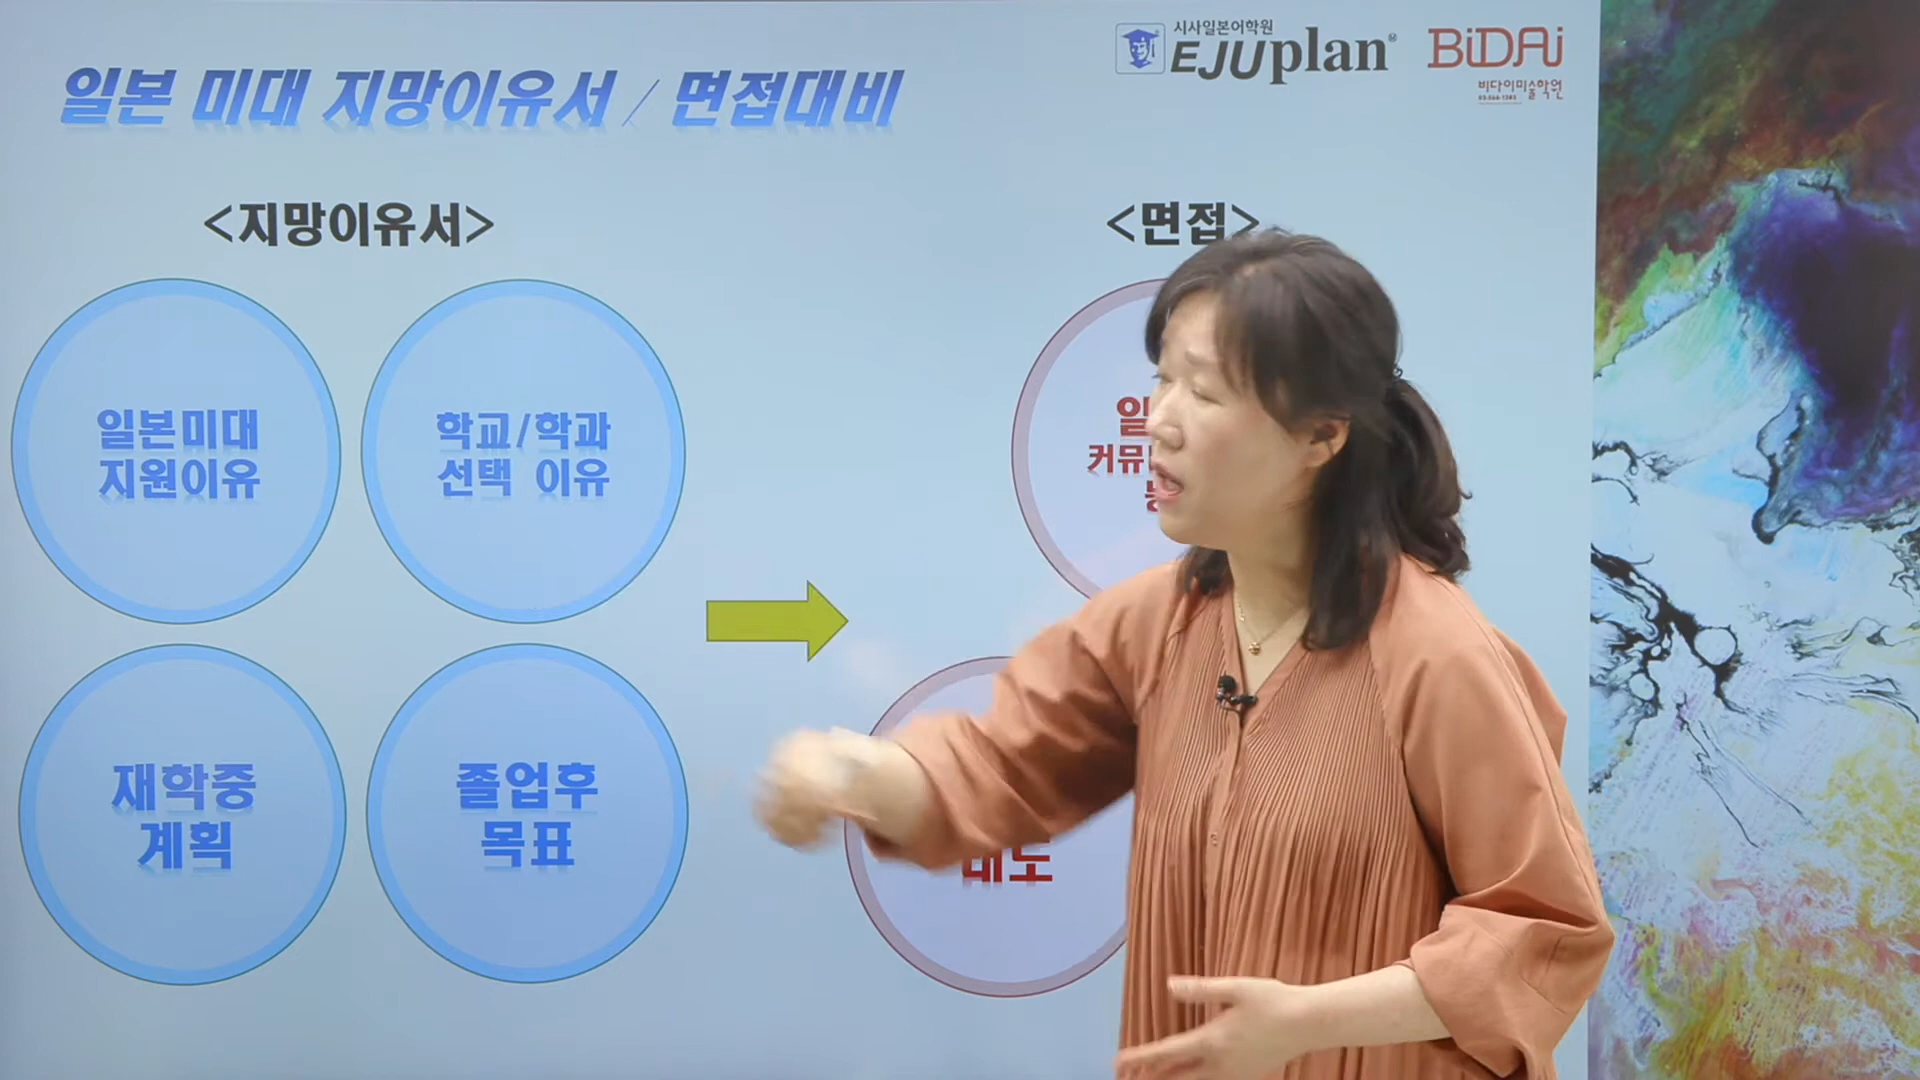 시사일본어학원
EJUplan
BiDAi
비다이미술학원
일본 미대 지망이유서 / 면접대비
<지망이유서>
<면접>
일본미대
지원이유
학교/학과
선택 이유
재학중
계획
졸업후
목표